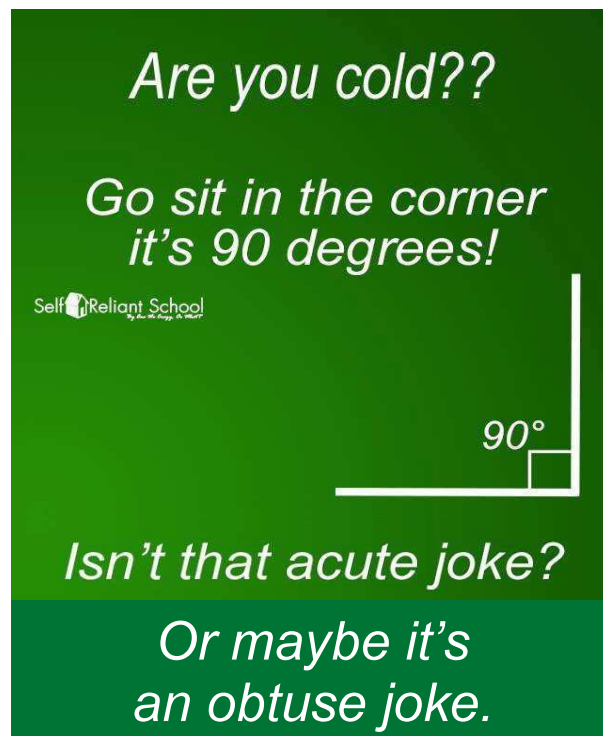 Are you cold??
Go sit in the corner
it's 90 degrees!
Self Reliant School
90°
Isn't that acute joke?
Or maybe it's
an obtuse joke.